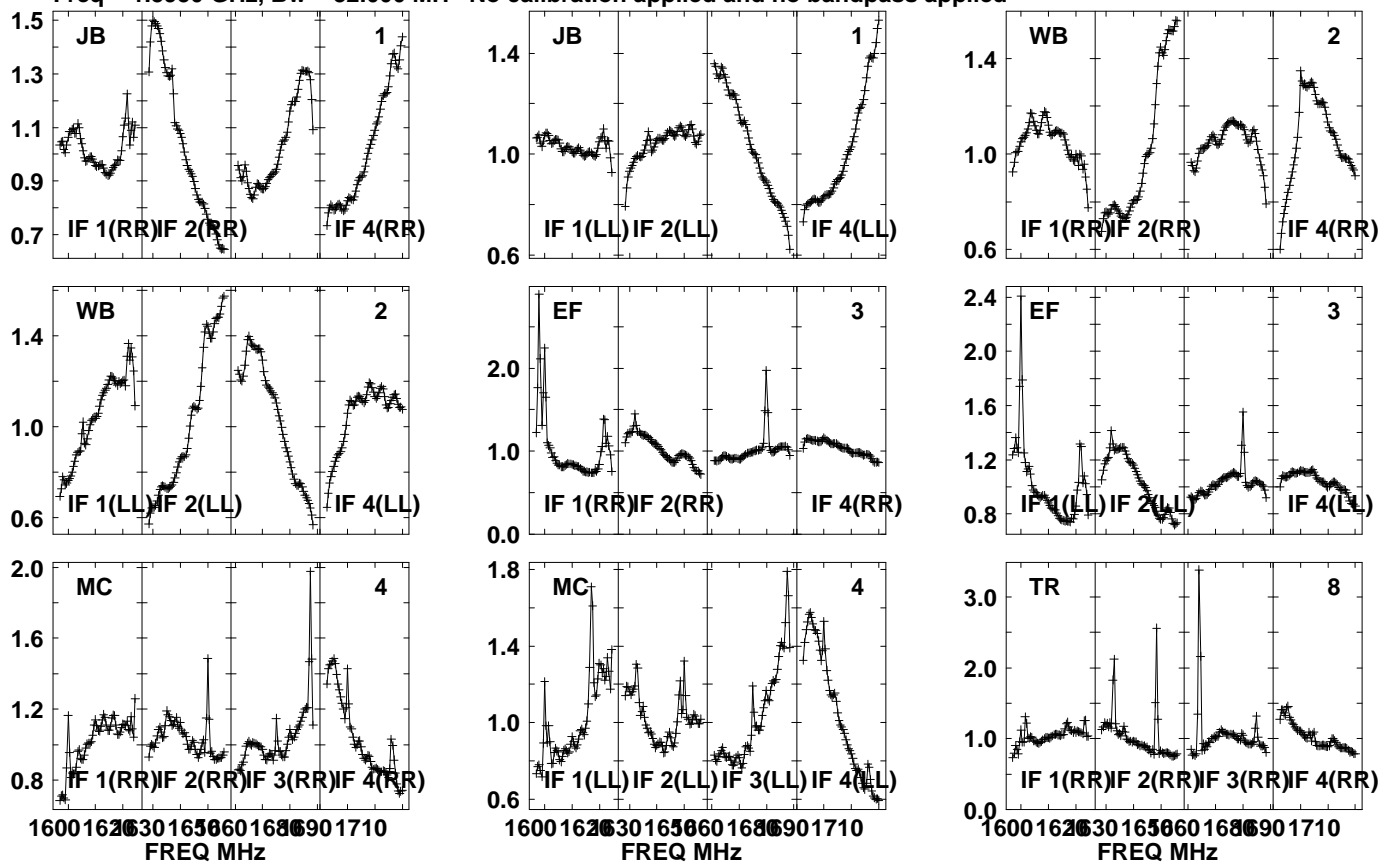 No calibration applied and no bandpass applied
1.5 JB 1
1.3
1.1
0.9
0.7 IF 1(RR) IF 2(RR) IF 4(RR)
JB 1
1.4
1.0
0.6 IF 1(LL) IF 2(LL) IF 4(LL)
WB 2
1.4
1.0
0.6 IF 1(RR) IF 2(RR) IF 4(RR)
WB 2
1.4
1.0
0.6 IF 1(LL) IF 2(LL) IF 4(LL)
EF 3
2.0
1.0
0.0 IF 1(RR) IF 2(RR) IF 4(RR)
2.4 EF 3
2.0
1.6
1.2
0.8 IF 1(LL) IF 2(LL) IF 4(LL)
2.0 MC 4
1.6
1.2
0.8 IF 1(RR) IF 2(RR) IF 3(RR) IF 4(RR)
1600 1710
FREQ MHz
1.8 MC 4
1.4
1.0
0.6 IF 1(LL) IF 2(LL) IF 3(LL) IF 4(LL)
1600 1710
FREQ MHz
TR 8
3.0
2.0
1.0 IF 1(RR) IF 2(RR) IF 3(RR) IF 4(RR)
0.0
1600 1710
FREQ MHz